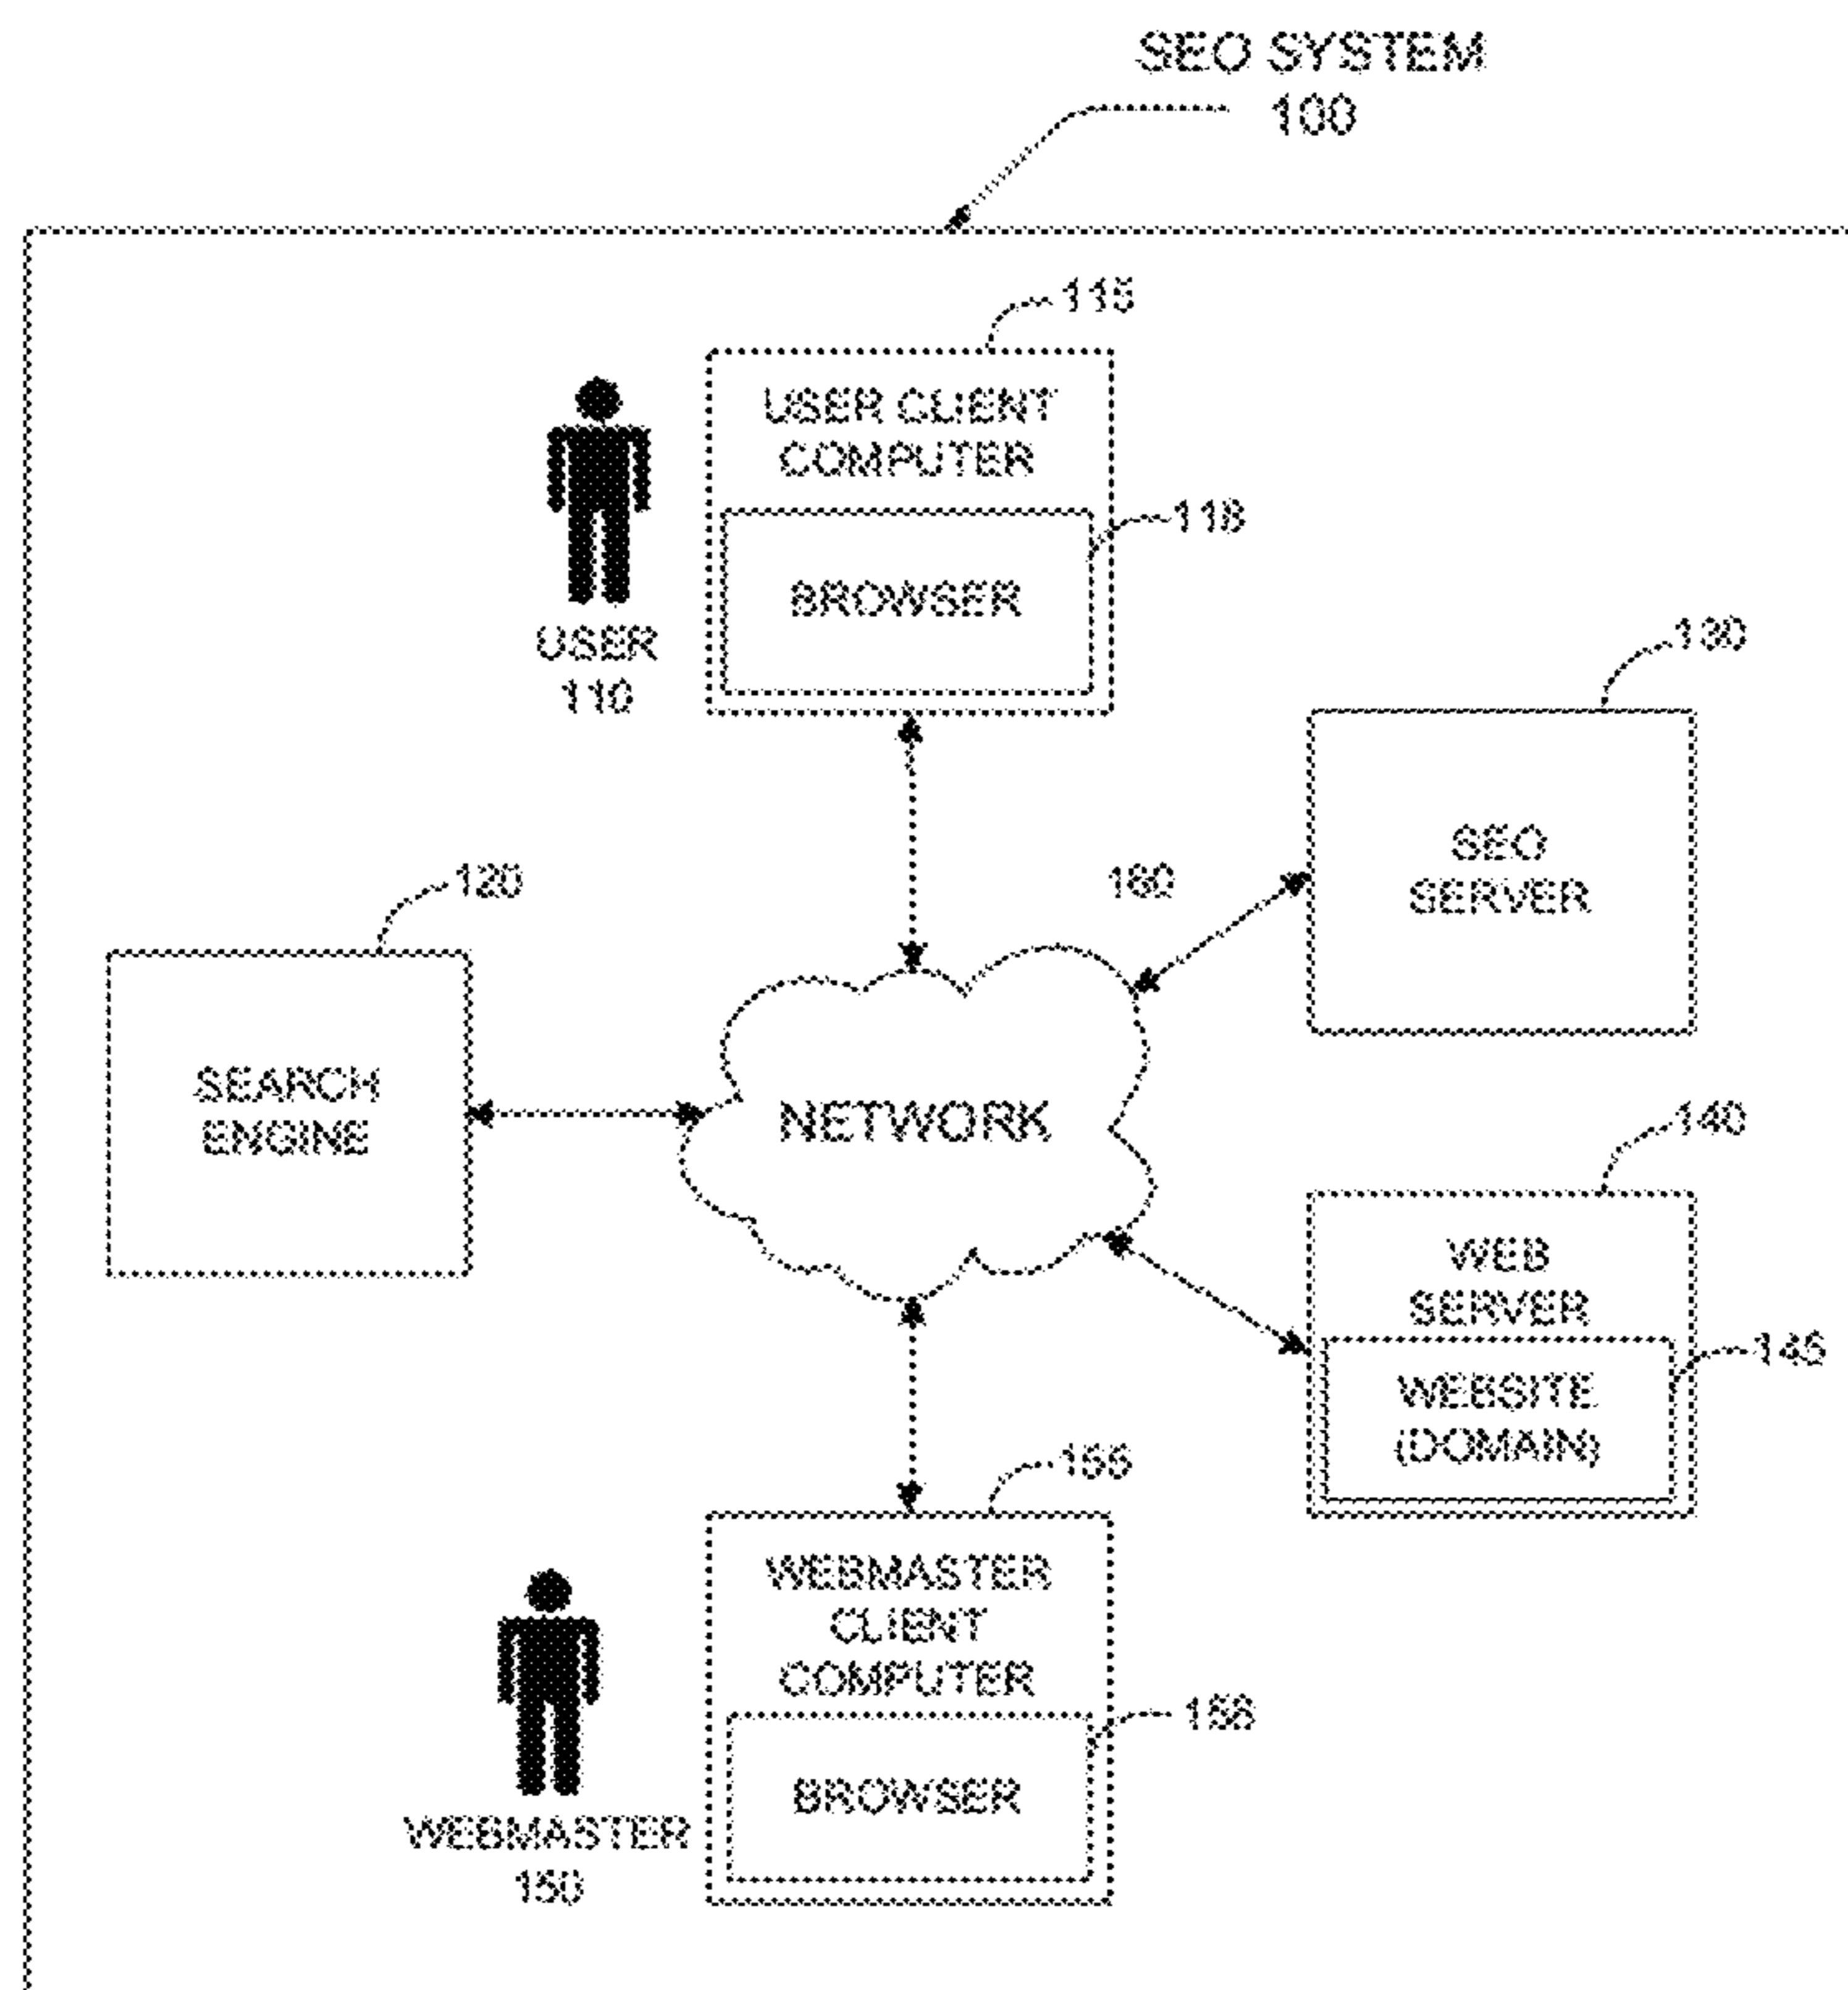 SEO SYSTEM
100
115
USER CLIENT
COMPUTER
118
BROWSER
USER
110
130
SEO
SERVER
160
120
SEARCH
ENGINE
NETWORK
140
WEB
SERVER
145
WEBSITE
(DOMAIN)
155
WEBMASTER
CLIENT
COMPUTER
158
BROWSER
WEBMASTER
150